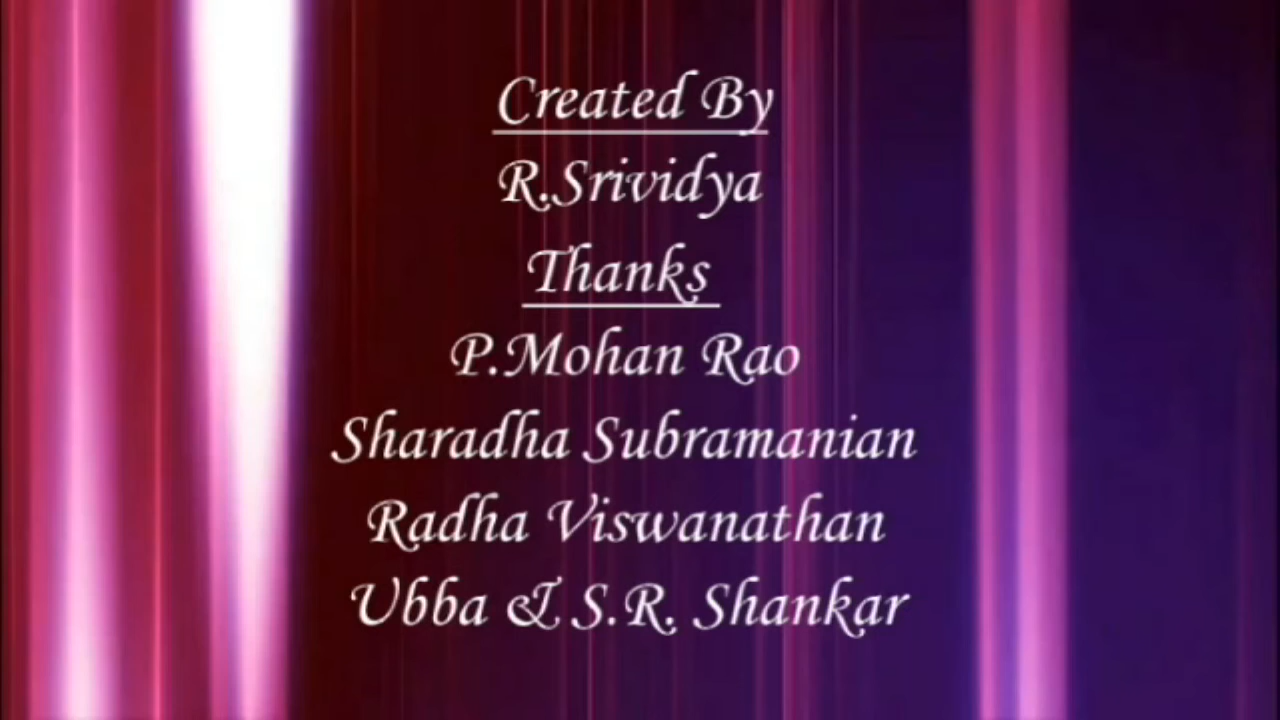 Created By
R.Srividya
Thanks
P.Mohan Rao
Sharadha Subramanian
Radha Viswanathan
Ubba & S.R. Shankar